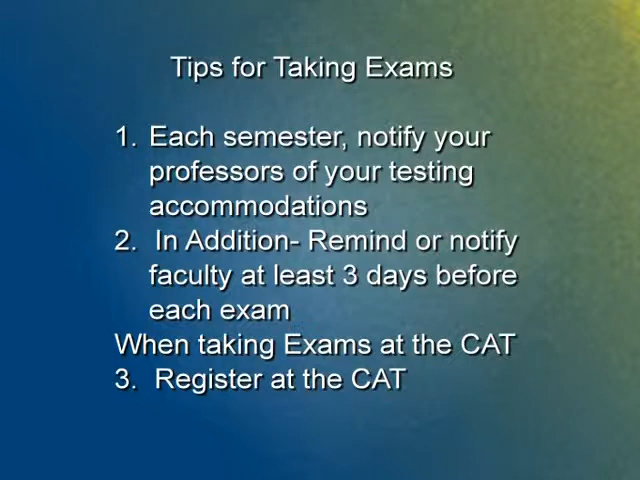 Tips for Taking Exams
1. Each semester, notify your
professors of your testing
accommodations
2. In Addition- Remind or notify
faculty at least 3 days before
each exam
When taking Exams at the CAT
3. Register at the CAT